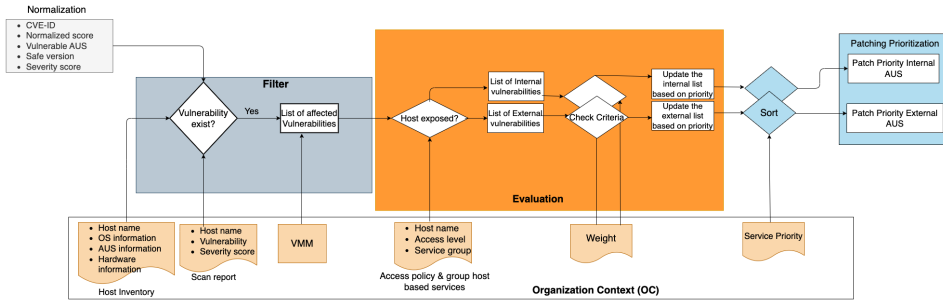 Normalization
CVE-ID
Normalized score
Vulnerable AUS
Safe version
Severity score
Filter
Vulnerability
exist?
Yes
List of affected
Vulnerabilities
Host exposed?
List of Internal
vulnerabilities
List of External
vulnerabilities
Check Criteria
Update the
internal list
based on priority
Update the
external list
based on priority
Evaluation
Sort
Patching Prioritization
Patch Priority Internal
AUS
Patch Priority External
AUS
Host name
OS information
AUS information
Hardware
information
Host Inventory
Host name
Vulnerability
Severity score
Scan report
VMM
Host name
Access level
Service group
Access policy & group host
based services
Weight
Service Priority
Organization Context (OC)